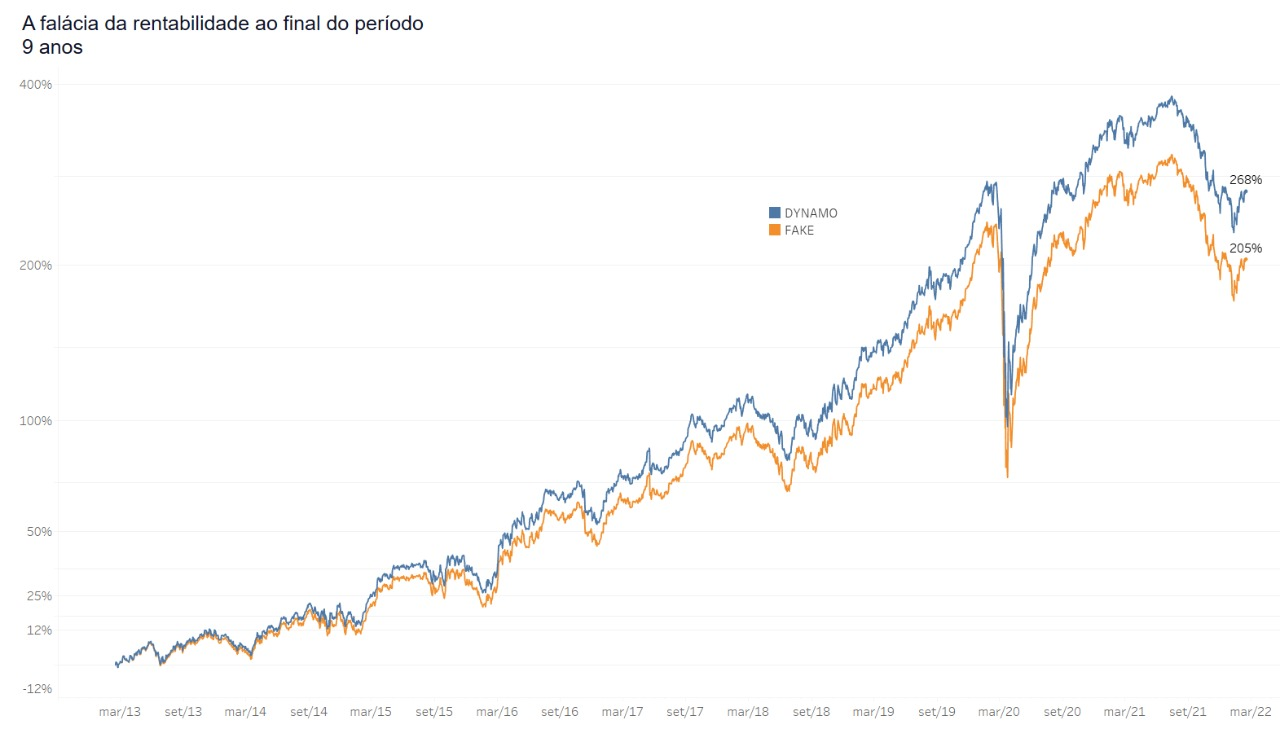 A falácia da rentabilidade ao final do período
9 anos
400%
200%
100%
50%
25%
12%
-12%
DYNAMO
FAKE
268%
205%
mar/13 set/13 mar/14 set/14 mar/15 set/15 mar/16 set/16 mar/17 set/17 mar/18 set/18 mar/19 set/19 mar/20 set/20 mar/21 set/21 mar/22